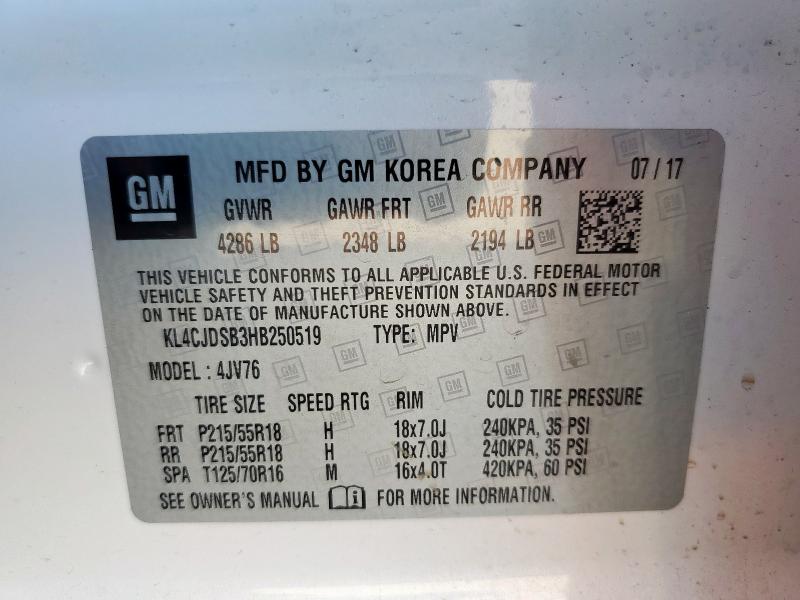 GM MFD BY GM KOREA COMPANY 07 / 17
GVWR GAWR FRT GAWR RR
4286 LB 2348 LB 2194 LB
THIS VEHICLE CONFORMS TO ALL APPLICABLE U.S. FEDERAL MOTOR
VEHICLE SAFETY AND THEFT PREVENTION STANDARDS IN EFFECT
ON THE DATE OF MANUFACTURE SHOWN ABOVE.
KL4CJDSB3HB250519 TYPE: MPV
MODEL : 4JV76
TIRE SIZE SPEED RTG RIM COLD TIRE PRESSURE
FRT P215/55R18 H 18x7.0J 240KPA, 35 PSI
RR P215/55R18 H 18x7.0J 240KPA, 35 PSI
SPA T125/70R16 M 16x4.0T 420KPA, 60 PSI
SEE OWNER'S MANUAL FOR MORE INFORMATION.